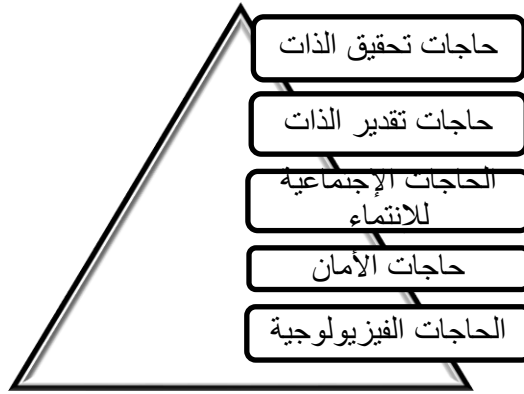 حاجات تحقيق الذات
حاجات تقدير الذات
الحاجات الإجتماعية
للانتماء
حاجات الأمان
الحاجات الفيزيولوجية